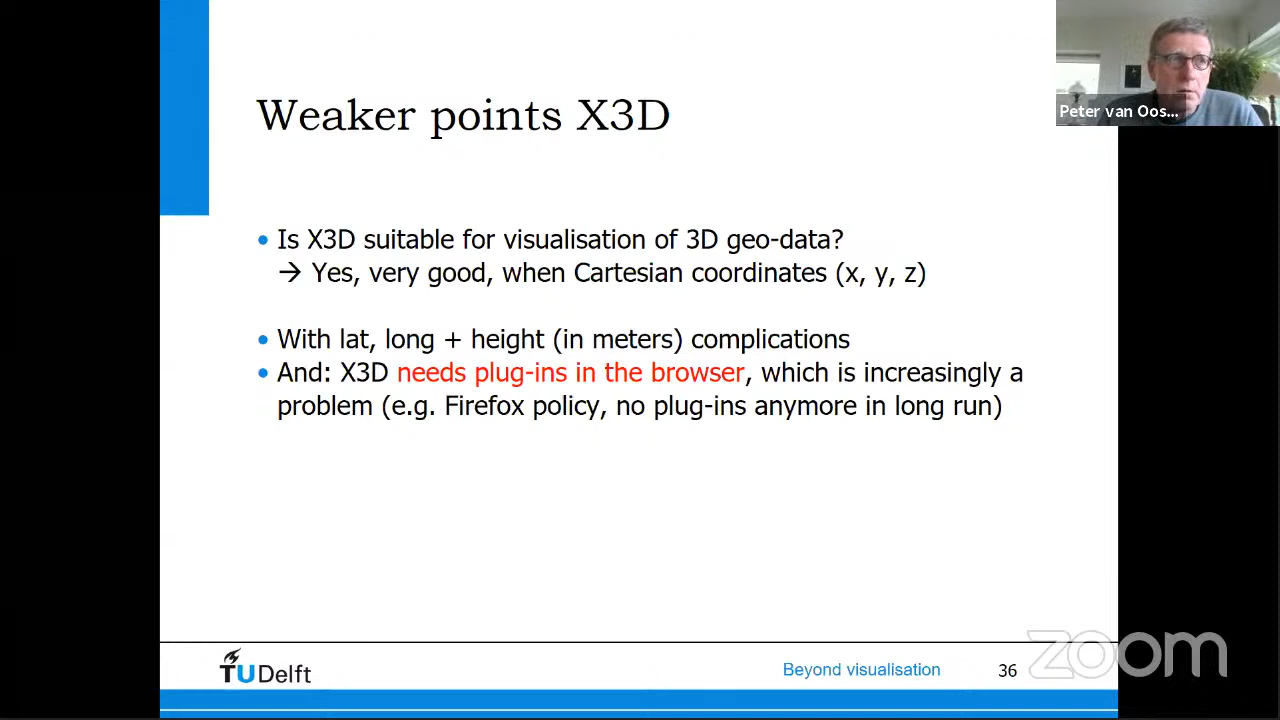 Weaker points X3D
Peter van Oos...
• Is X3D suitable for visualisation of 3D geo-data?
→ Yes, very good, when Cartesian coordinates (x, y, z)
• With lat, long + height (in meters) complications
• And: X3D needs plug-ins in the browser, which is increasingly a
problem (e.g. Firefox policy, no plug-ins anymore in long run)
TU Delft
Beyond visualisation
36
zoom